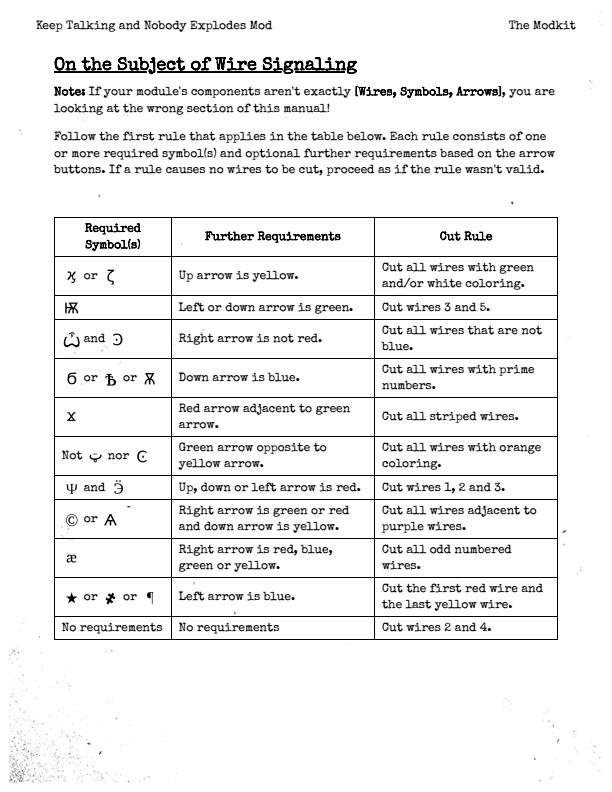 Keep Talking and Nobody Explodes Mod The Modkit
On the Subject of Wire Signaling
Note: If your module's components aren't exactly [Wires, Symbols, Arrows], you are
looking at the wrong section of this manual!
Follow the first rule that applies in the table below. Each rule consists of one
or more required symbol(s) and optional further requirements based on the arrow
buttons. If a rule causes no wires to be cut, proceed as if the rule wasn't valid.
Required
Symbol(s)
Further Requirements
Cut Rule
ϗ or ζ
Up arrow is yellow.
Cut all wires with green
and/or white coloring.
Ѭ
Left or down arrow is green.
Cut wires 3 and 5.
Ѽ and Ͽ
Right arrow is not red.
Cut all wires that are not
blue.
б or Ѣ or Ѫ
Down arrow is blue.
Cut all wires with prime
numbers.
x
Red arrow adjacent to green
arrow.
Cut all striped wires.
Not ټ nor Ͼ
Green arrow opposite to
yellow arrow.
Cut all wires with orange
coloring.
Ψ and Ӭ
Up, down or left arrow is red.
Cut wires 1, 2 and 3.
© or Ѧ
Right arrow is green or red
and down arrow is yellow.
Cut all wires adjacent to
purple wires.
æ
Right arrow is red, blue,
green or yellow.
Cut all odd numbered
wires.
★ or ҂ or ¶
Left arrow is blue.
Cut the first red wire and
the last yellow wire.
No requirements
No requirements
Cut wires 2 and 4.